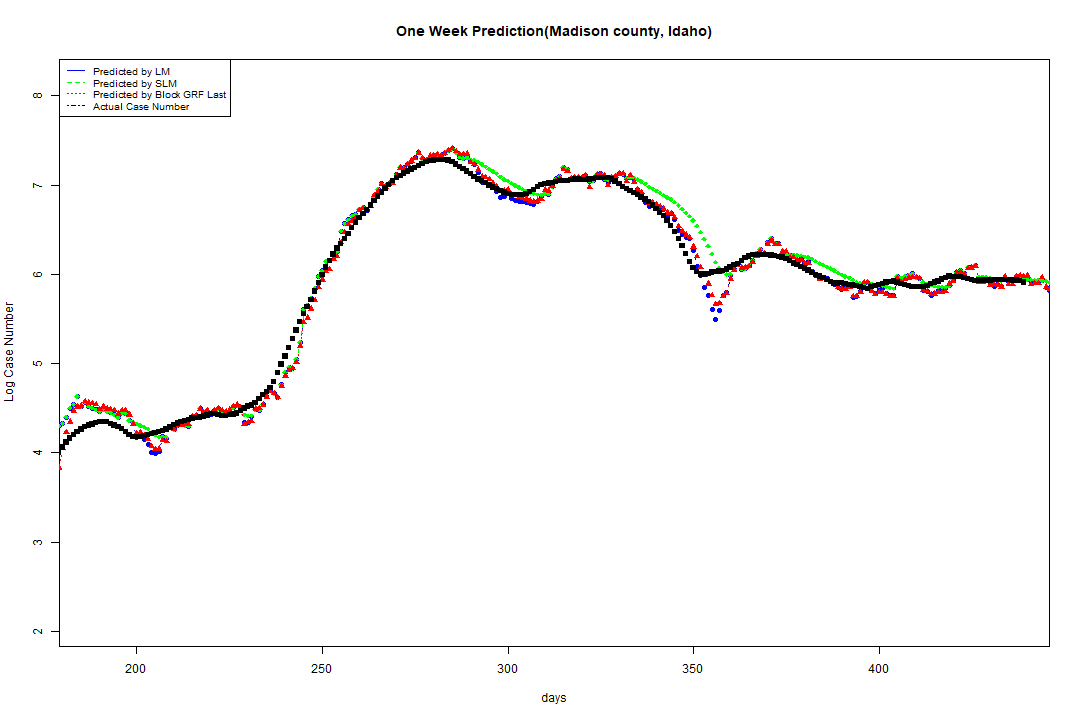 One Week Prediction(Madison county, Idaho)
Predicted by LM
Predicted by SLM
Predicted by Block GRF Last
Actual Case Number
8
7
6
5
4
3
2
Log Case Number
200 250 300 350 400
days